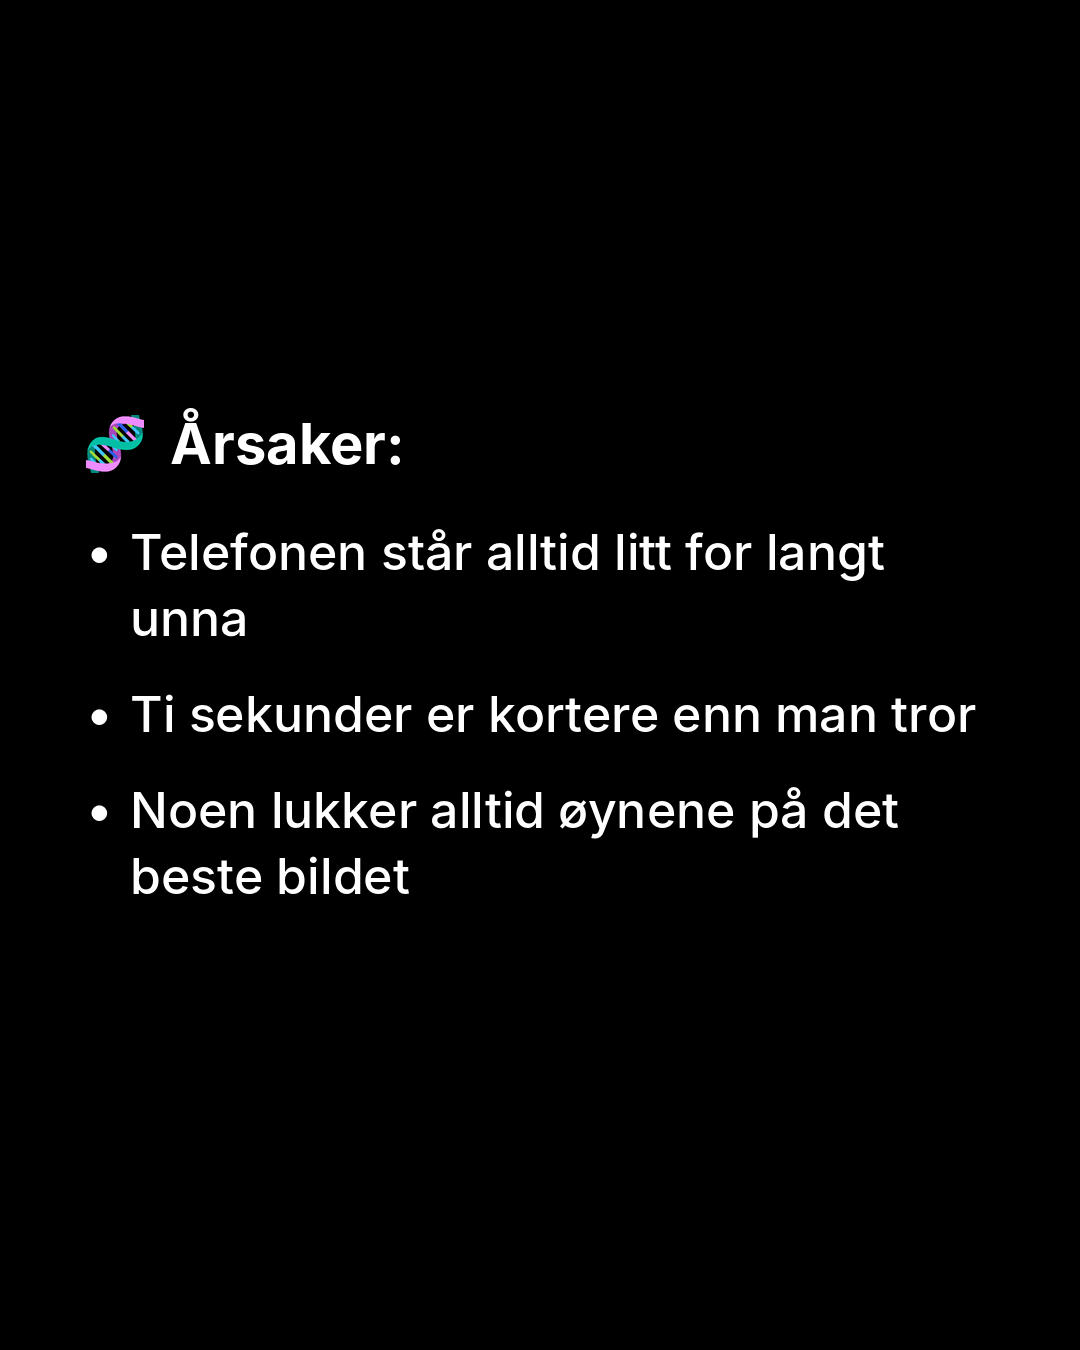 🧬 Årsaker:
• Telefonen står alltid litt for langt
unna
• Ti sekunder er kortere enn man tror
• Noen lukker alltid øynene på det
beste bildet